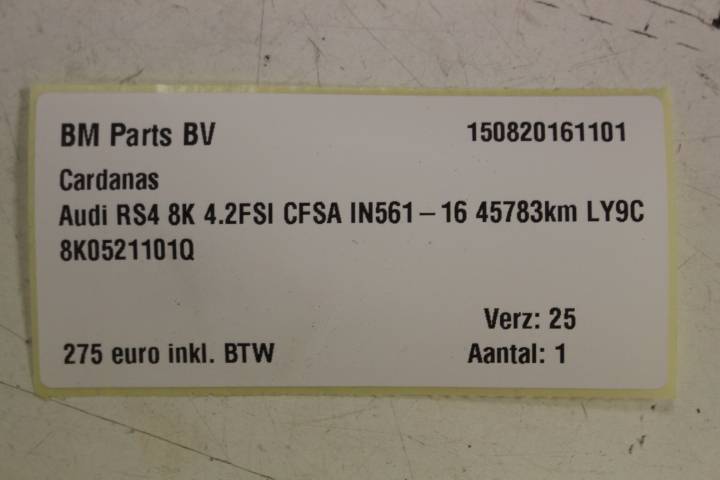 BM Parts BV 150820161101
Cardanas
Audi RS4 8K 4.2FSI CFSA IN561-16 45783km LY9C
8K0521101Q
Verz: 25
275 euro inkl. BTW Aantal: 1